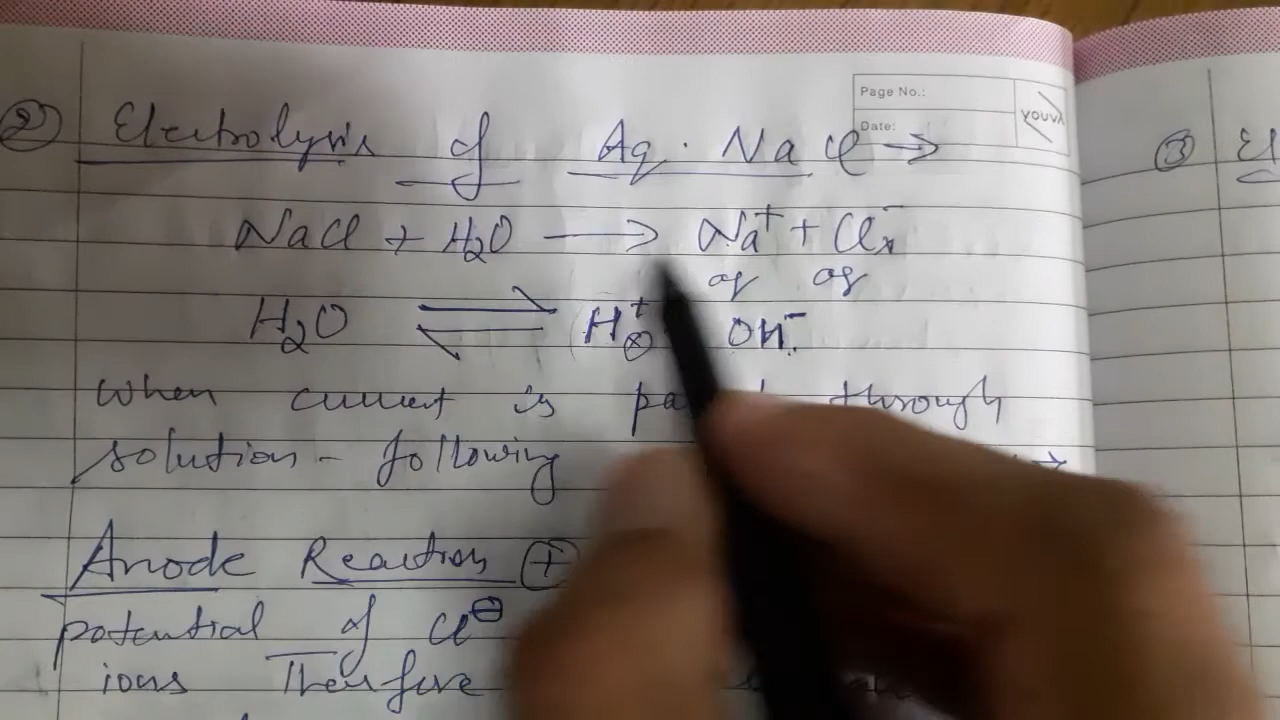 Page No.:
Date:
YOUVA
② Electrolysis of Aq. NaCl →
③ El
NaCl + H2O → Na+ + Cl-
aq aq
H2O ⇌ H+ OH-
When current is through
solution - following →
Anode Reaction ⊕
potential of Cl⊖
ions Therefore